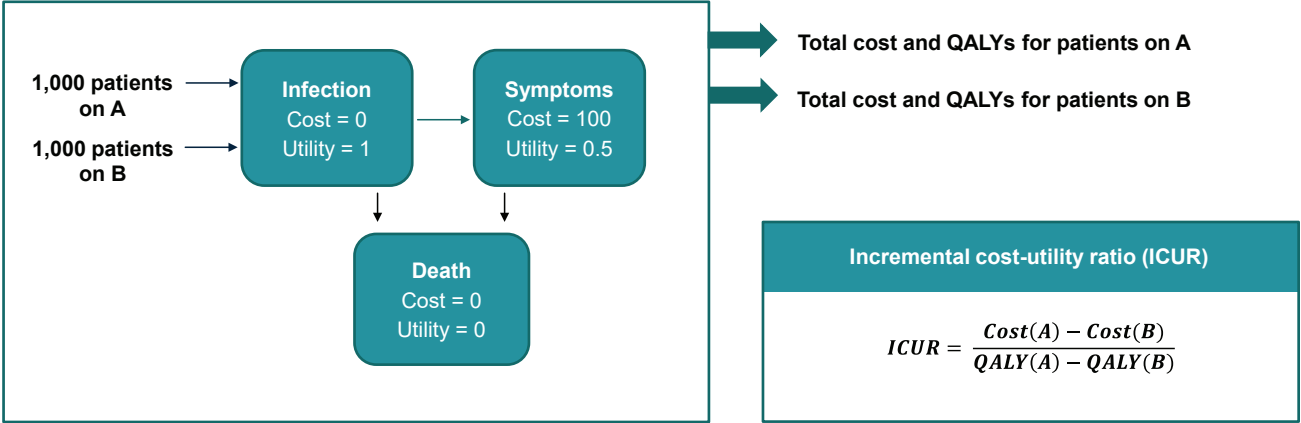 1,000 patients
on A
1,000 patients
on B
Infection
Cost = 0
Utility = 1
Symptoms
Cost = 100
Utility = 0.5
Death
Cost = 0
Utility = 0
Total cost and QALYs for patients on A
Total cost and QALYs for patients on B
Incremental cost-utility ratio (ICUR)
ICUR = \frac{Cost(A) − Cost(B)}{QALY(A) − QALY(B)}